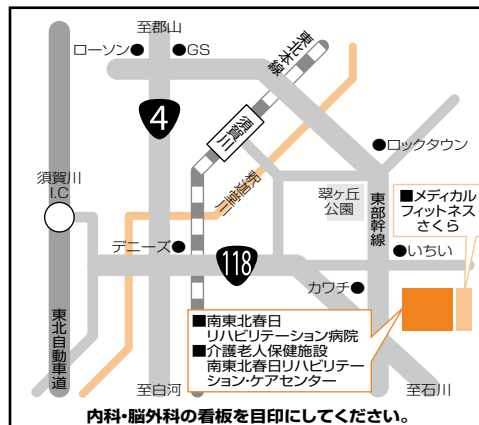 至郡山
ローソン
GS
東北本線
4
須賀川
ロックタウン
須賀川
I.C
釈迦堂川
翠ヶ丘
公園
東部幹線
■メディカル
フィットネス
さくら
デニーズ
118
いちい
カワチ
東北自動車道
■南東北春日
リハビリテーション病院
■介護老人保健施設
南東北春日リハビリテー
ション・ケアセンター
至白河
至石川
内科・脳外科の看板を目印にしてください。